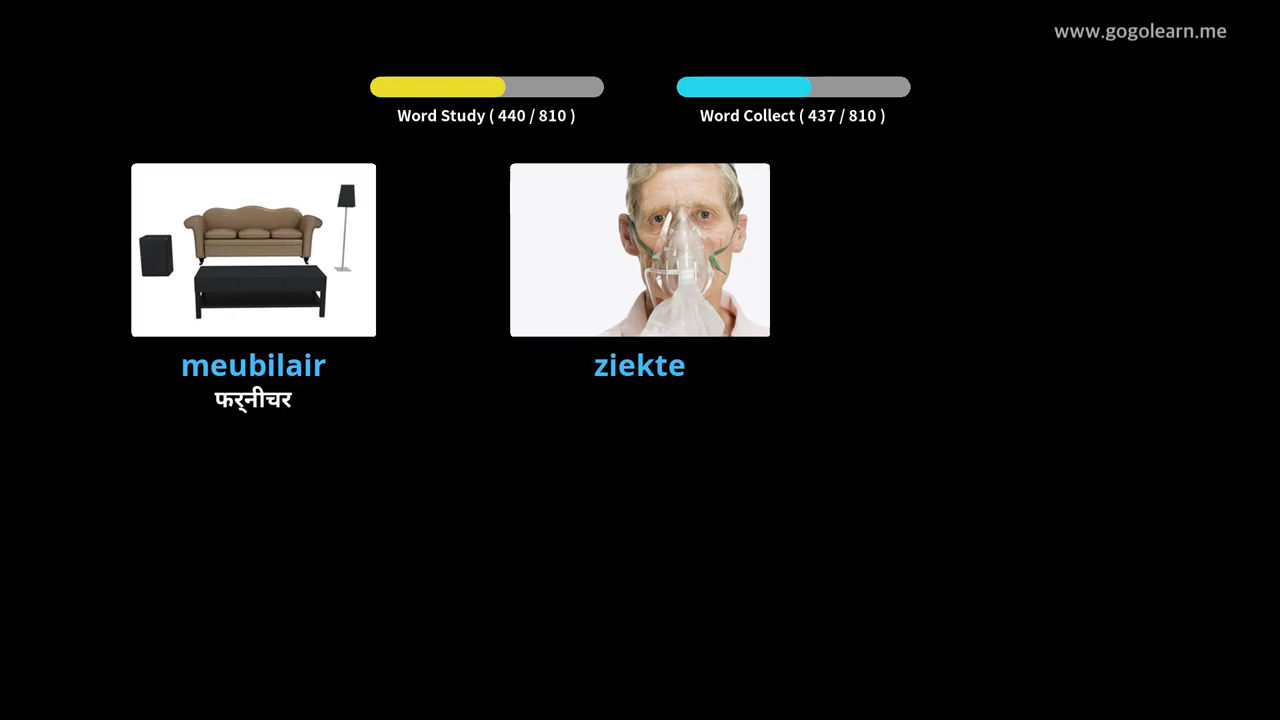 www.gogolearn.me
Word Study ( 440 / 810 )
Word Collect ( 437 / 810 )
meubilair
फर्नीचर
ziekte